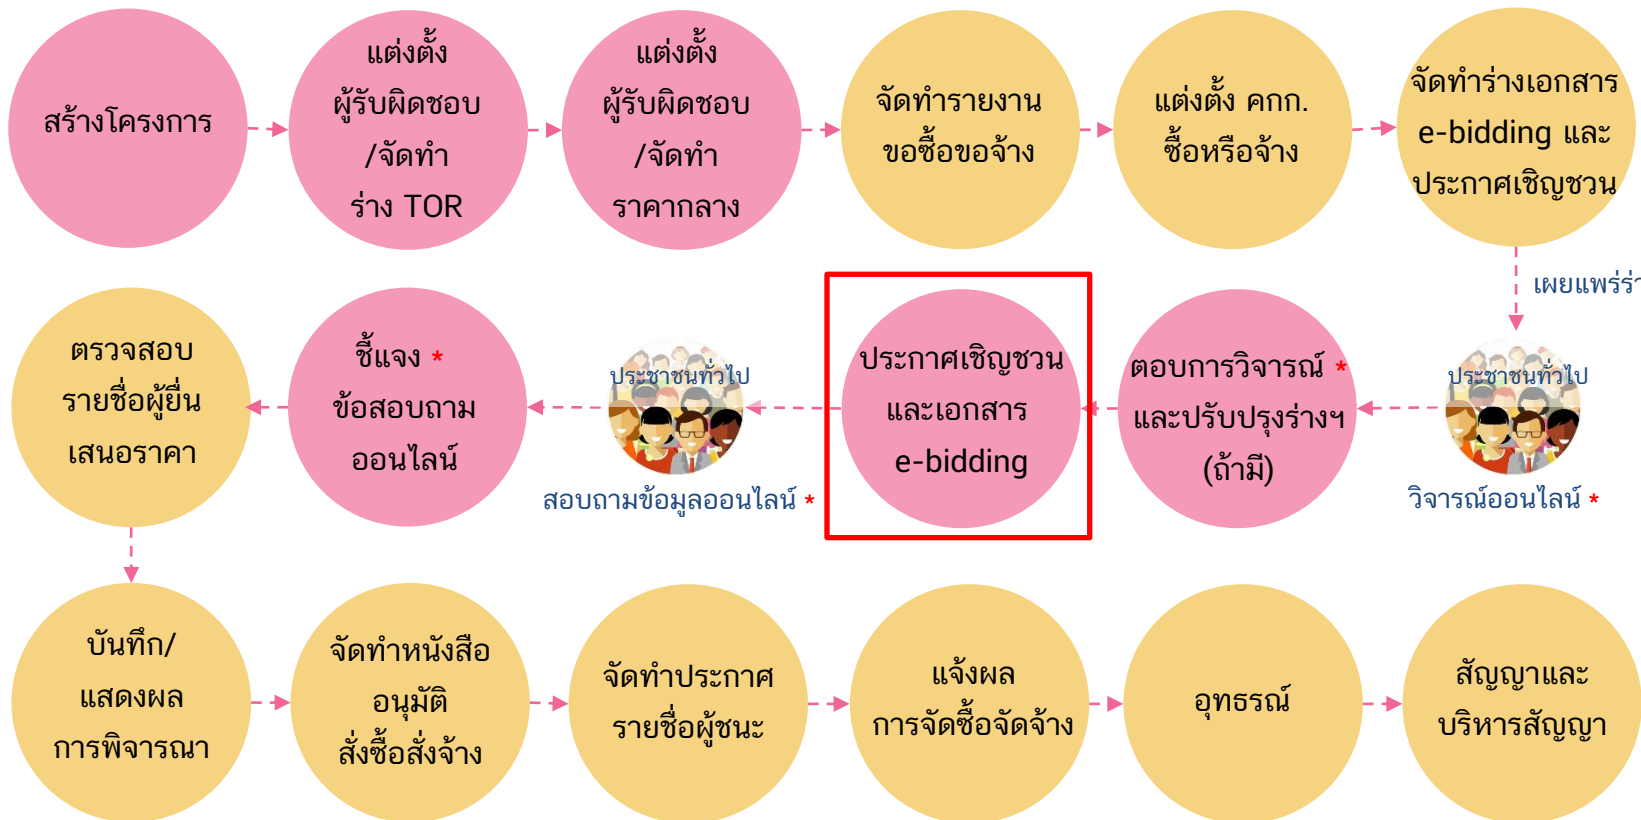 สร้างโครงการ
แต่งตั้ง
ผู้รับผิดชอบ
/จัดทำ
ร่าง TOR
แต่งตั้ง
ผู้รับผิดชอบ
/จัดทำ
ราคากลาง
จัดทำรายงาน
ขอซื้อขอจ้าง
แต่งตั้ง คกก.
ซื้อหรือจ้าง
จัดทำร่างเอกสาร
e-bidding และ
ประกาศเชิญชวน
เผยแพร่ร่า
ประชาชนทั่วไป
วิจารณ์ออนไลน์ *
ตอบการวิจารณ์ *
และปรับปรุงร่างฯ
(ถ้ามี)
ประกาศเชิญชวน
และเอกสาร
e-bidding
ประชาชนทั่วไป
สอบถามข้อมูลออนไลน์ *
ชี้แจง *
ข้อสอบถาม
ออนไลน์
ตรวจสอบ
รายชื่อผู้ยื่น
เสนอราคา
บันทึก/
แสดงผล
การพิจารณา
จัดทำหนังสือ
อนุมัติ
สั่งซื้อสั่งจ้าง
จัดทำประกาศ
รายชื่อผู้ชนะ
แจ้งผล
การจัดซื้อจัดจ้าง
อุทธรณ์
สัญญาและ
บริหารสัญญา